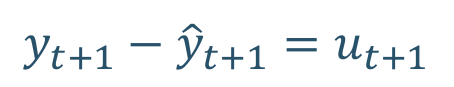 y_{t+1} − ŷ_{t+1} = u_{t+1}